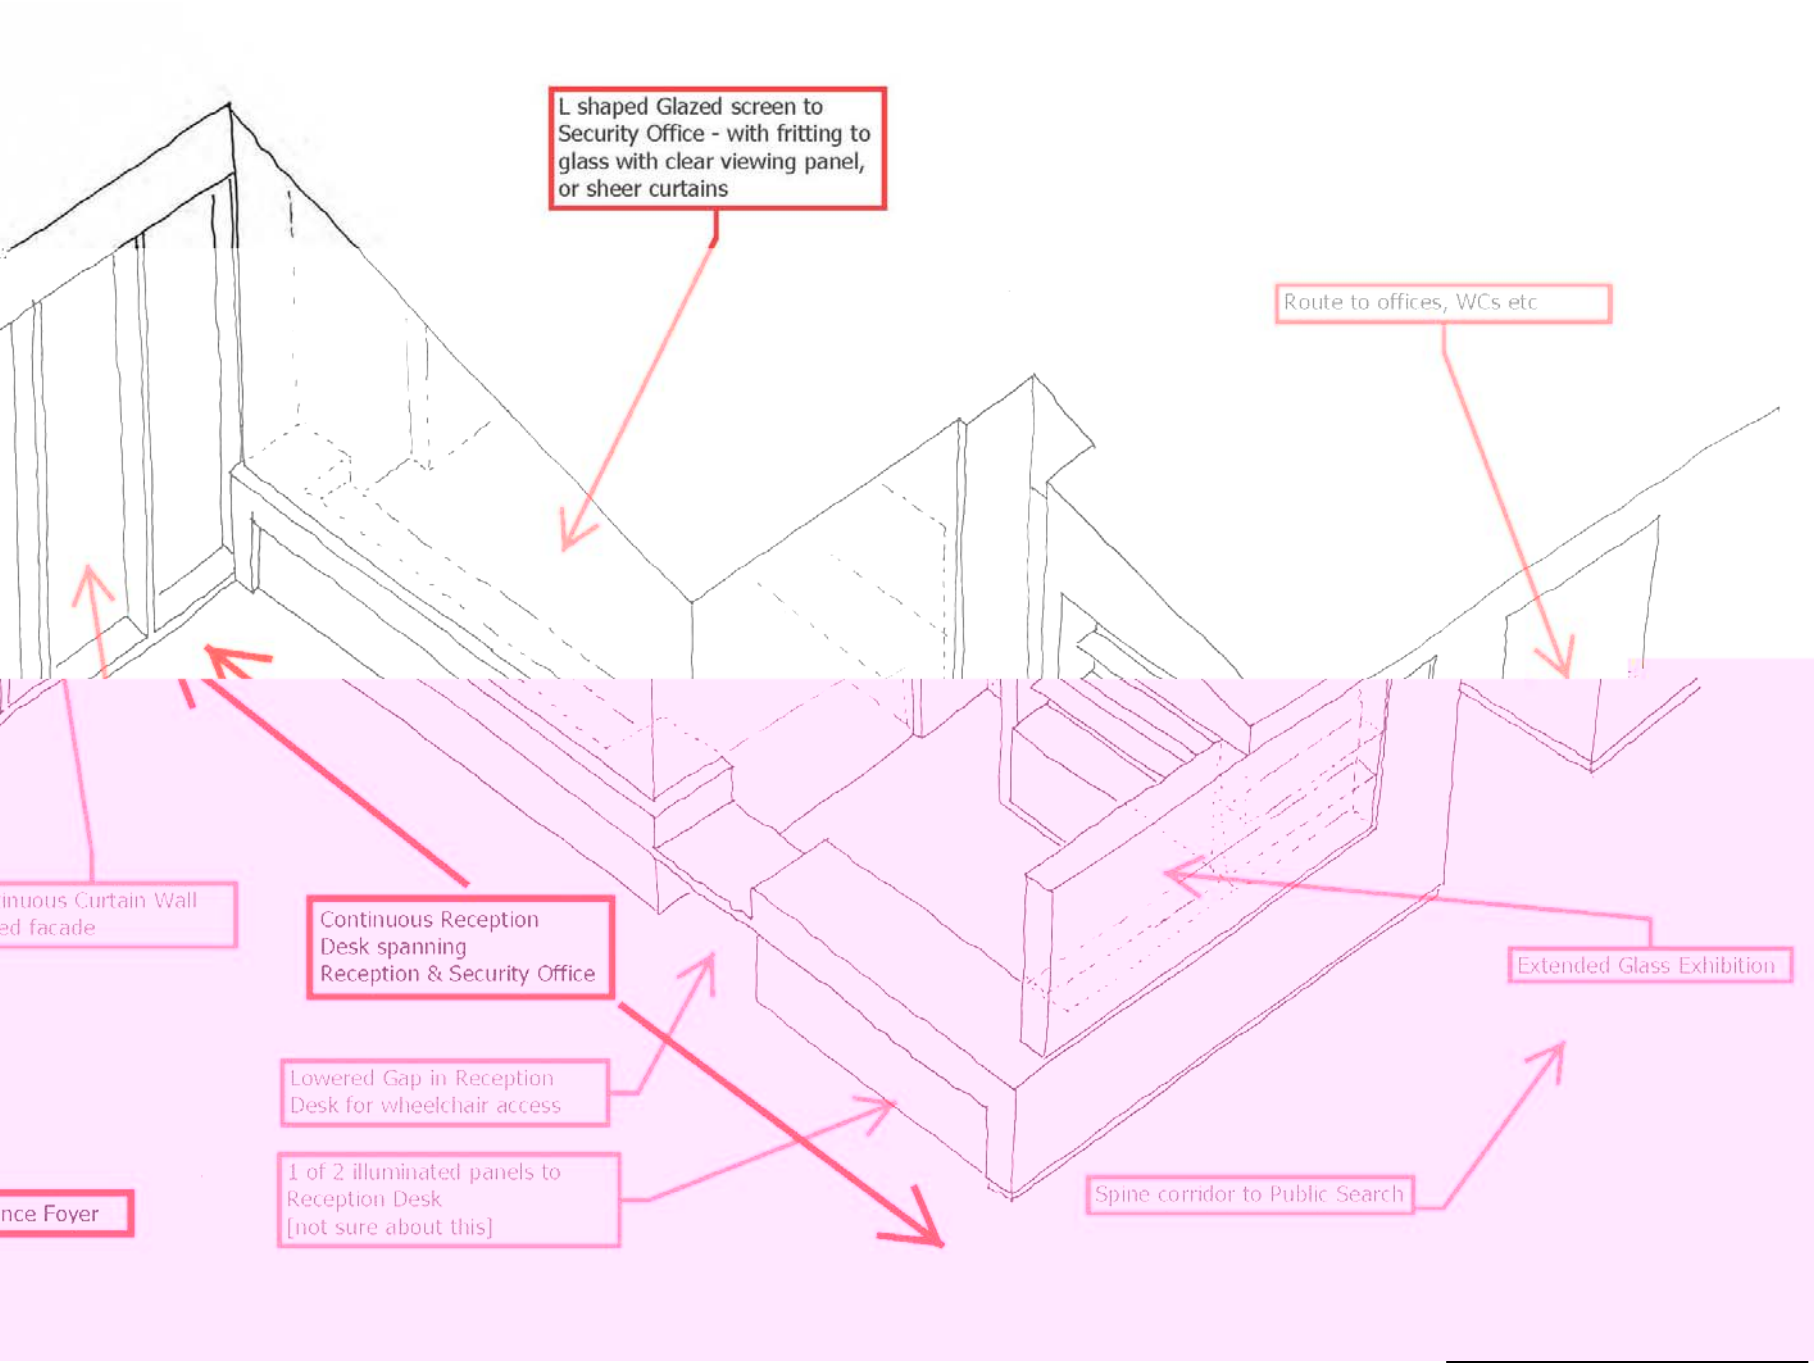 L shaped Glazed screen to
Security Office - with fritting to
glass with clear viewing panel,
or sheer curtains
Route to offices, WCs etc
inuous Curtain Wall
ed facade
Continuous Reception
Desk spanning
Reception & Security Office
Extended Glass Exhibition
Lowered Gap in Reception
Desk for wheelchair access
1 of 2 illuminated panels to
Reception Desk
[not sure about this]
Spine corridor to Public Search
nce Foyer